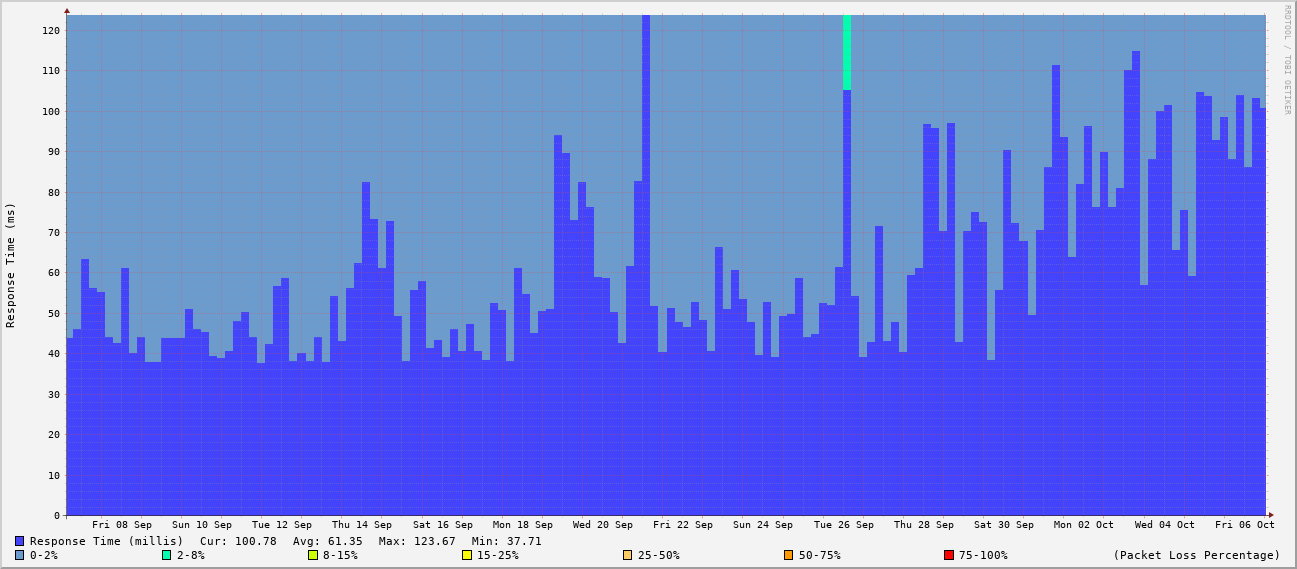 RRDTOOL / TOBI OETIKER
Response Time (ms)
120
110
100
90
80
70
60
50
40
30
20
10
0
Fri 08 Sep Sun 10 Sep Tue 12 Sep Thu 14 Sep Sat 16 Sep Mon 18 Sep Wed 20 Sep Fri 22 Sep Sun 24 Sep Tue 26 Sep Thu 28 Sep Sat 30 Sep Mon 02 Oct Wed 04 Oct Fri 06 Oct
Response Time (millis) Cur: 100.78 Avg: 61.35 Max: 123.67 Min: 37.71
0-2% 2-8% 8-15% 15-25% 25-50% 50-75% 75-100% (Packet Loss Percentage)